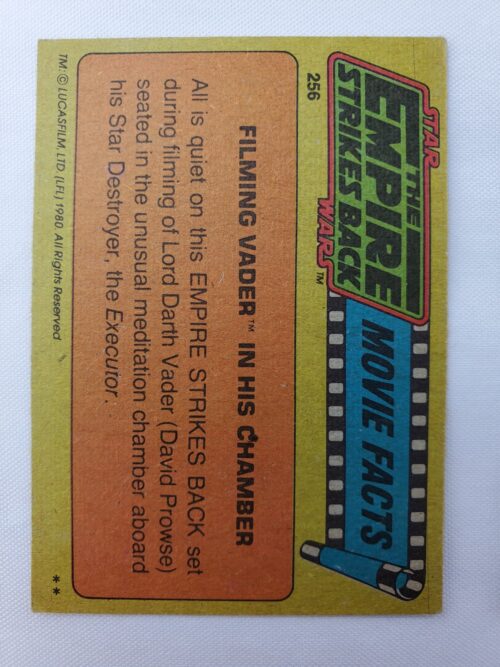 STAR
THE
EMPIRE
STRIKES BACK
WARS™
MOVIE FACTS
256
FILMING VADER™ IN HIS CHAMBER
All is quiet on this EMPIRE STRIKES BACK set
during filming of Lord Darth Vader (David Prowse)
seated in the unusual meditation chamber aboard
his Star Destroyer, the Executor.
TM: © LUCASFILM, LTD. (LFL) 1980. All Rights Reserved
**